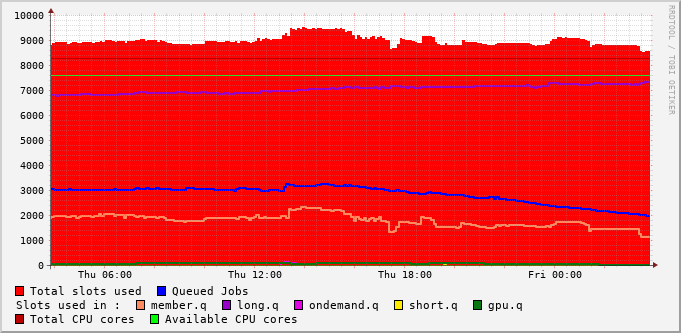 RRDTOOL / TOBI OETIKER
10000
9000
8000
7000
6000
5000
4000
3000
2000
1000
0
Thu 06:00 Thu 12:00 Thu 18:00 Fri 00:00
Total slots used Queued Jobs
Slots used in : member.q long.q ondemand.q short.q gpu.q
Total CPU cores Available CPU cores